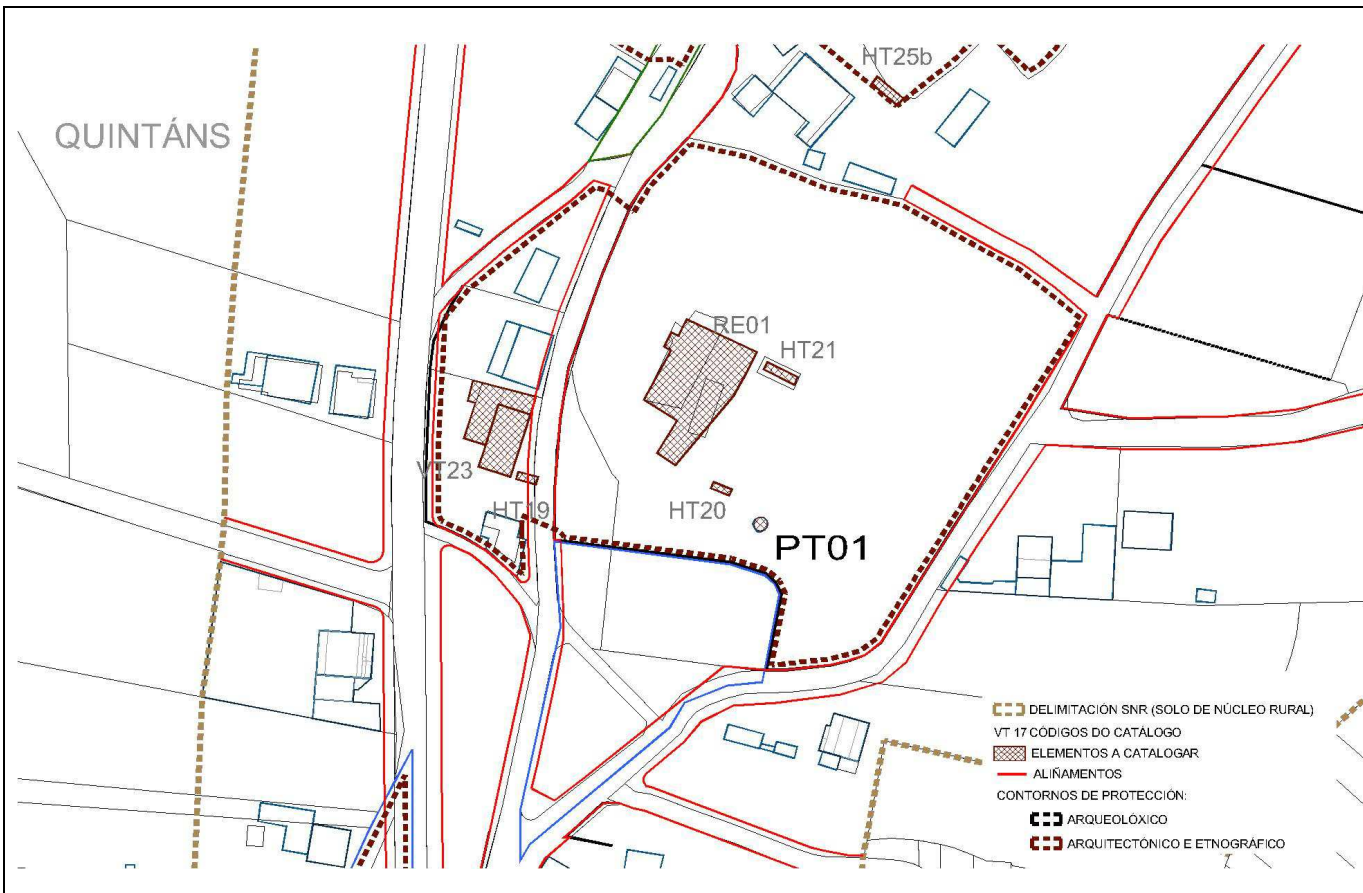 HT25b
QUINTÁNS
RE01
HT21
VT23
HT19
HT20
PT01
DELIMITACIÓN SNR (SOLO DE NÚCLEO RURAL)
VT 17 CÓDIGOS DO CATÁLOGO
ELEMENTOS A CATALOGAR
ALIÑAMENTOS
CONTORNOS DE PROTECCIÓN:
ARQUEOLÓXICO
ARQUITECTÓNICO E ETNOGRÁFICO